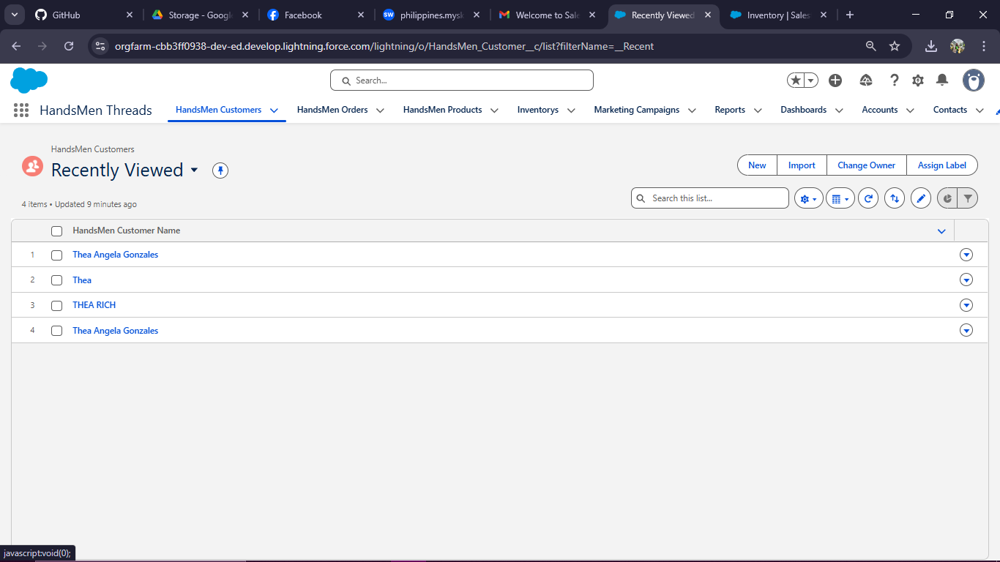 GitHub
Storage - Google
Facebook
philippines.mysk
Welcome to Sale
Recently Viewed
Inventory | Sales
orgfarm-cbb3ff0938-dev-ed.develop.lightning.force.com/lightning/o/HandsMen_Customer__c/list?filterName=__Recent
Search...
HandsMen Threads
HandsMen Customers
HandsMen Orders
HandsMen Products
Inventorys
Marketing Campaigns
Reports
Dashboards
Accounts
Contacts
HandsMen Customers
Recently Viewed
New
Import
Change Owner
Assign Label
4 items • Updated 9 minutes ago
Search this list...
HandsMen Customer Name
1 Thea Angela Gonzales
2 Thea
3 THEA RICH
4 Thea Angela Gonzales
javascript:void(0);